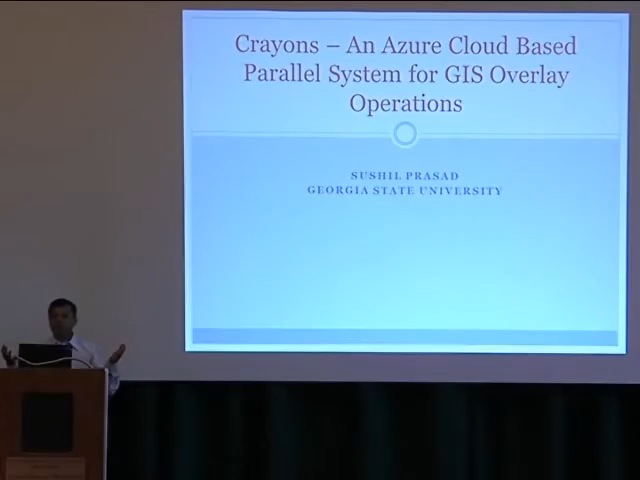 Crayons – An Azure Cloud Based
Parallel System for GIS Overlay
Operations
SUSHIL PRASAD
GEORGIA STATE UNIVERSITY